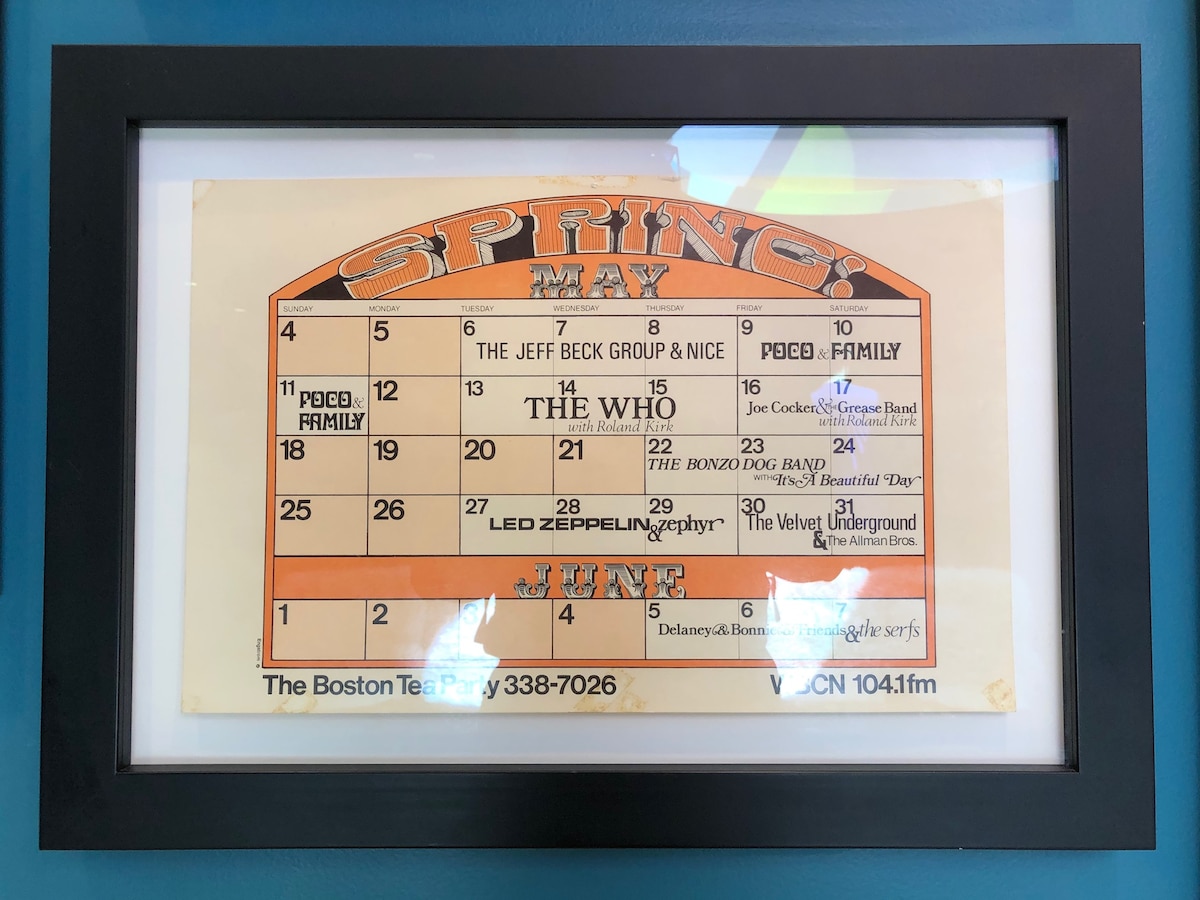 SPRING!
MAY
SUNDAY MONDAY TUESDAY WEDNESDAY THURSDAY FRIDAY SATURDAY
4 5 6 7 8 9 10
THE JEFF BECK GROUP & NICE
POCO & FAMILY
11 12 13 14 15 16 17
POCO &
FAMILY
THE WHO
with Roland Kirk
Joe Cocker & The Grease Band
with Roland Kirk
18 19 20 21 22 23 24
THE BONZO DOG BAND
WITH It's A Beautiful Day
25 26 27 28 29 30 31
LED ZEPPELIN & zephyr
The Velvet Underground
& The Allman Bros.
JUNE
1 2 3 4 5 6 7
Delaney & Bonnie & Friends & the serfs
The Boston Tea Party 338-7026 WBCN 104.1fm